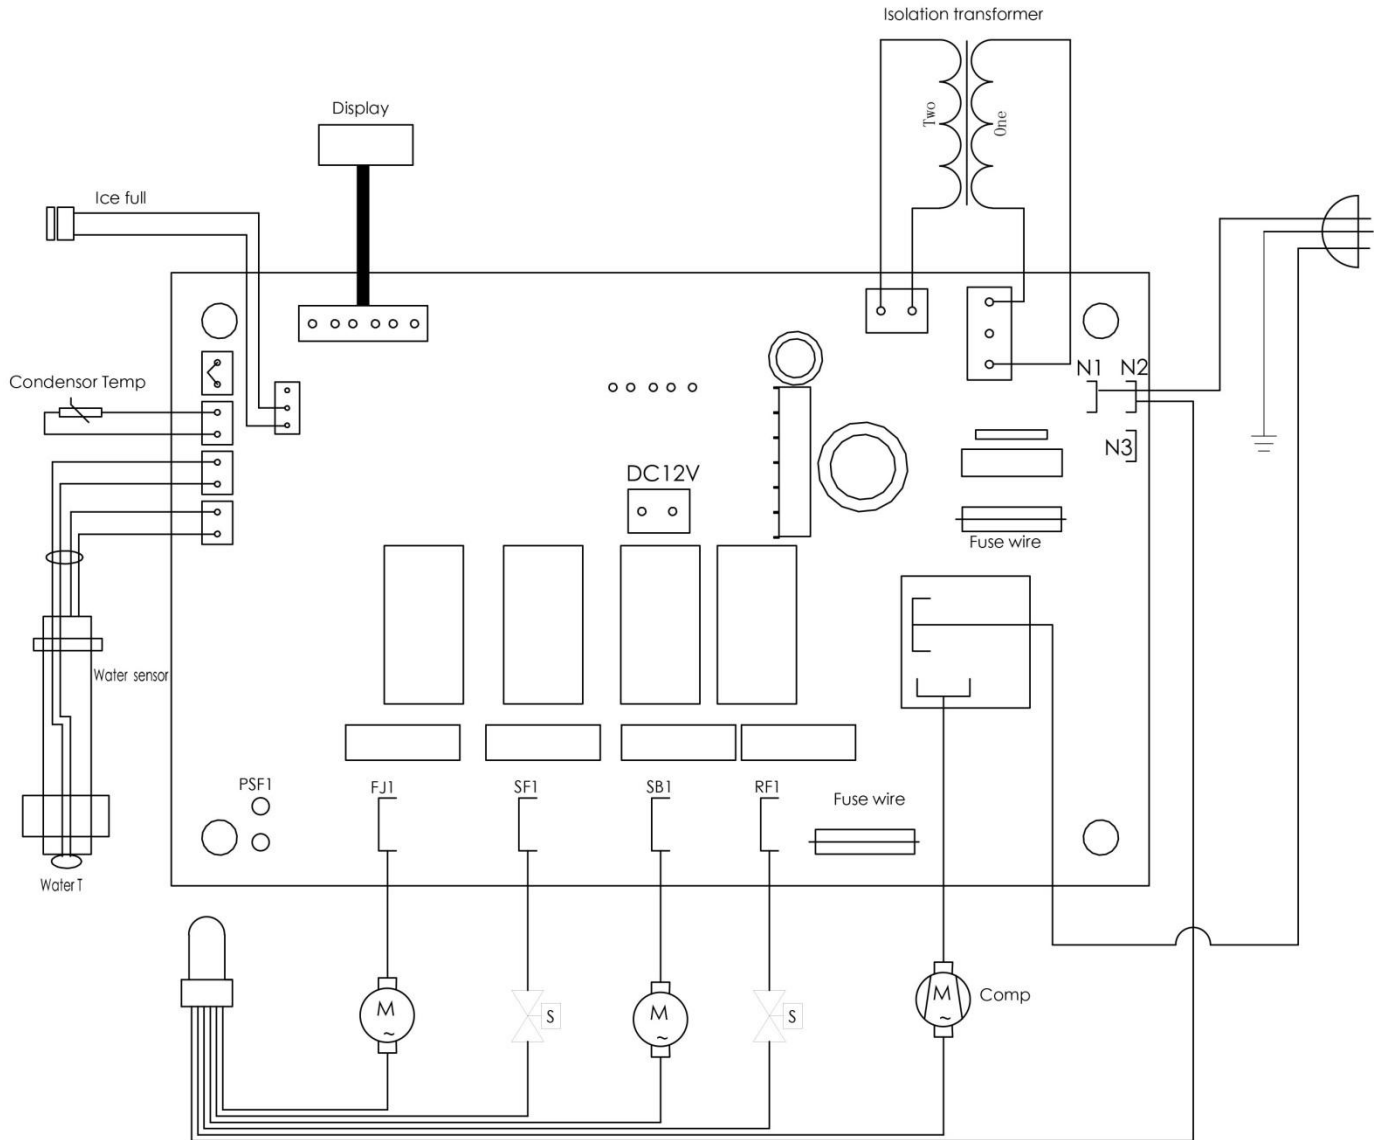 Isolation transformer
Display
Two
One
Ice full
Condensor Temp
N1 N2
N3
DC12V
Fuse wire
Water sensor
PSF1
FJ1
SF1
SB1
RF1
Fuse wire
Water T
M
~
S
M
~
S
M
~
Comp